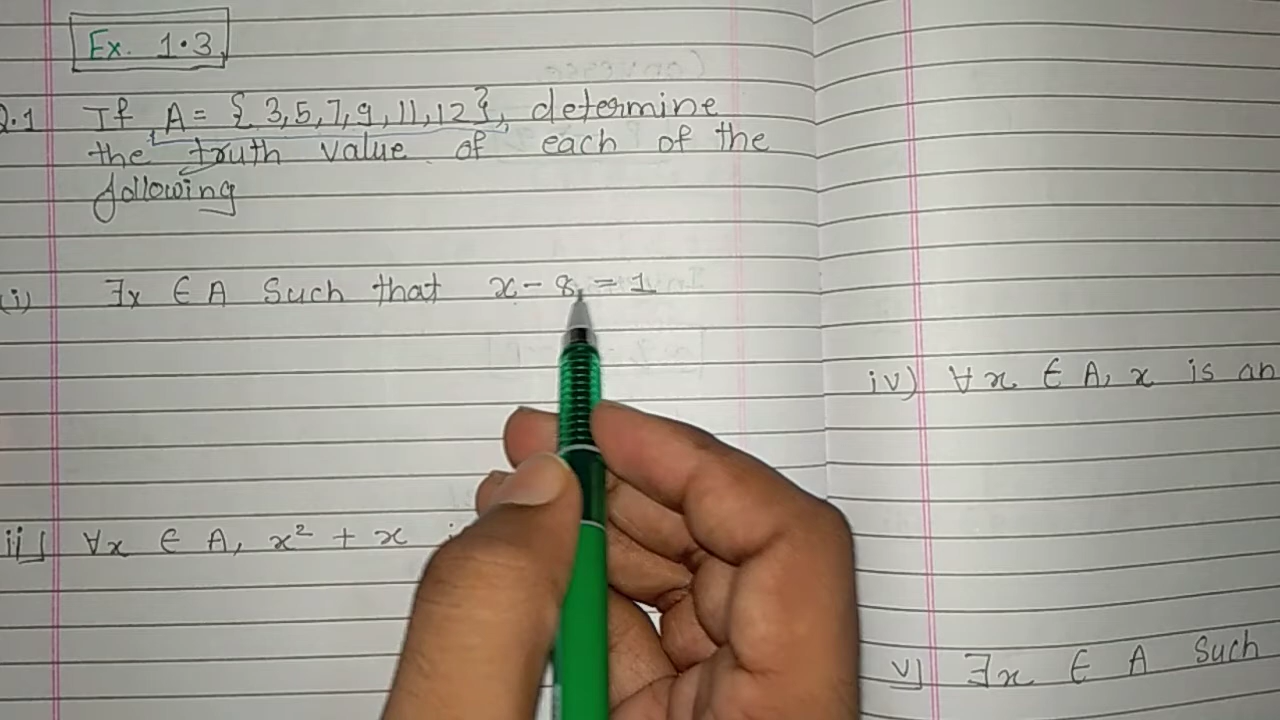 Ex. 1.3
Q.1 If A = { 3, 5, 7, 9, 11, 12 }, determine
the truth value of each of the
following
(i) ∃x ∈ A Such that x - 8 = 1
ii] ∀x ∈ A, x² + x
iv) ∀ x ∈ A, x is an
v] ∃x ∈ A Such